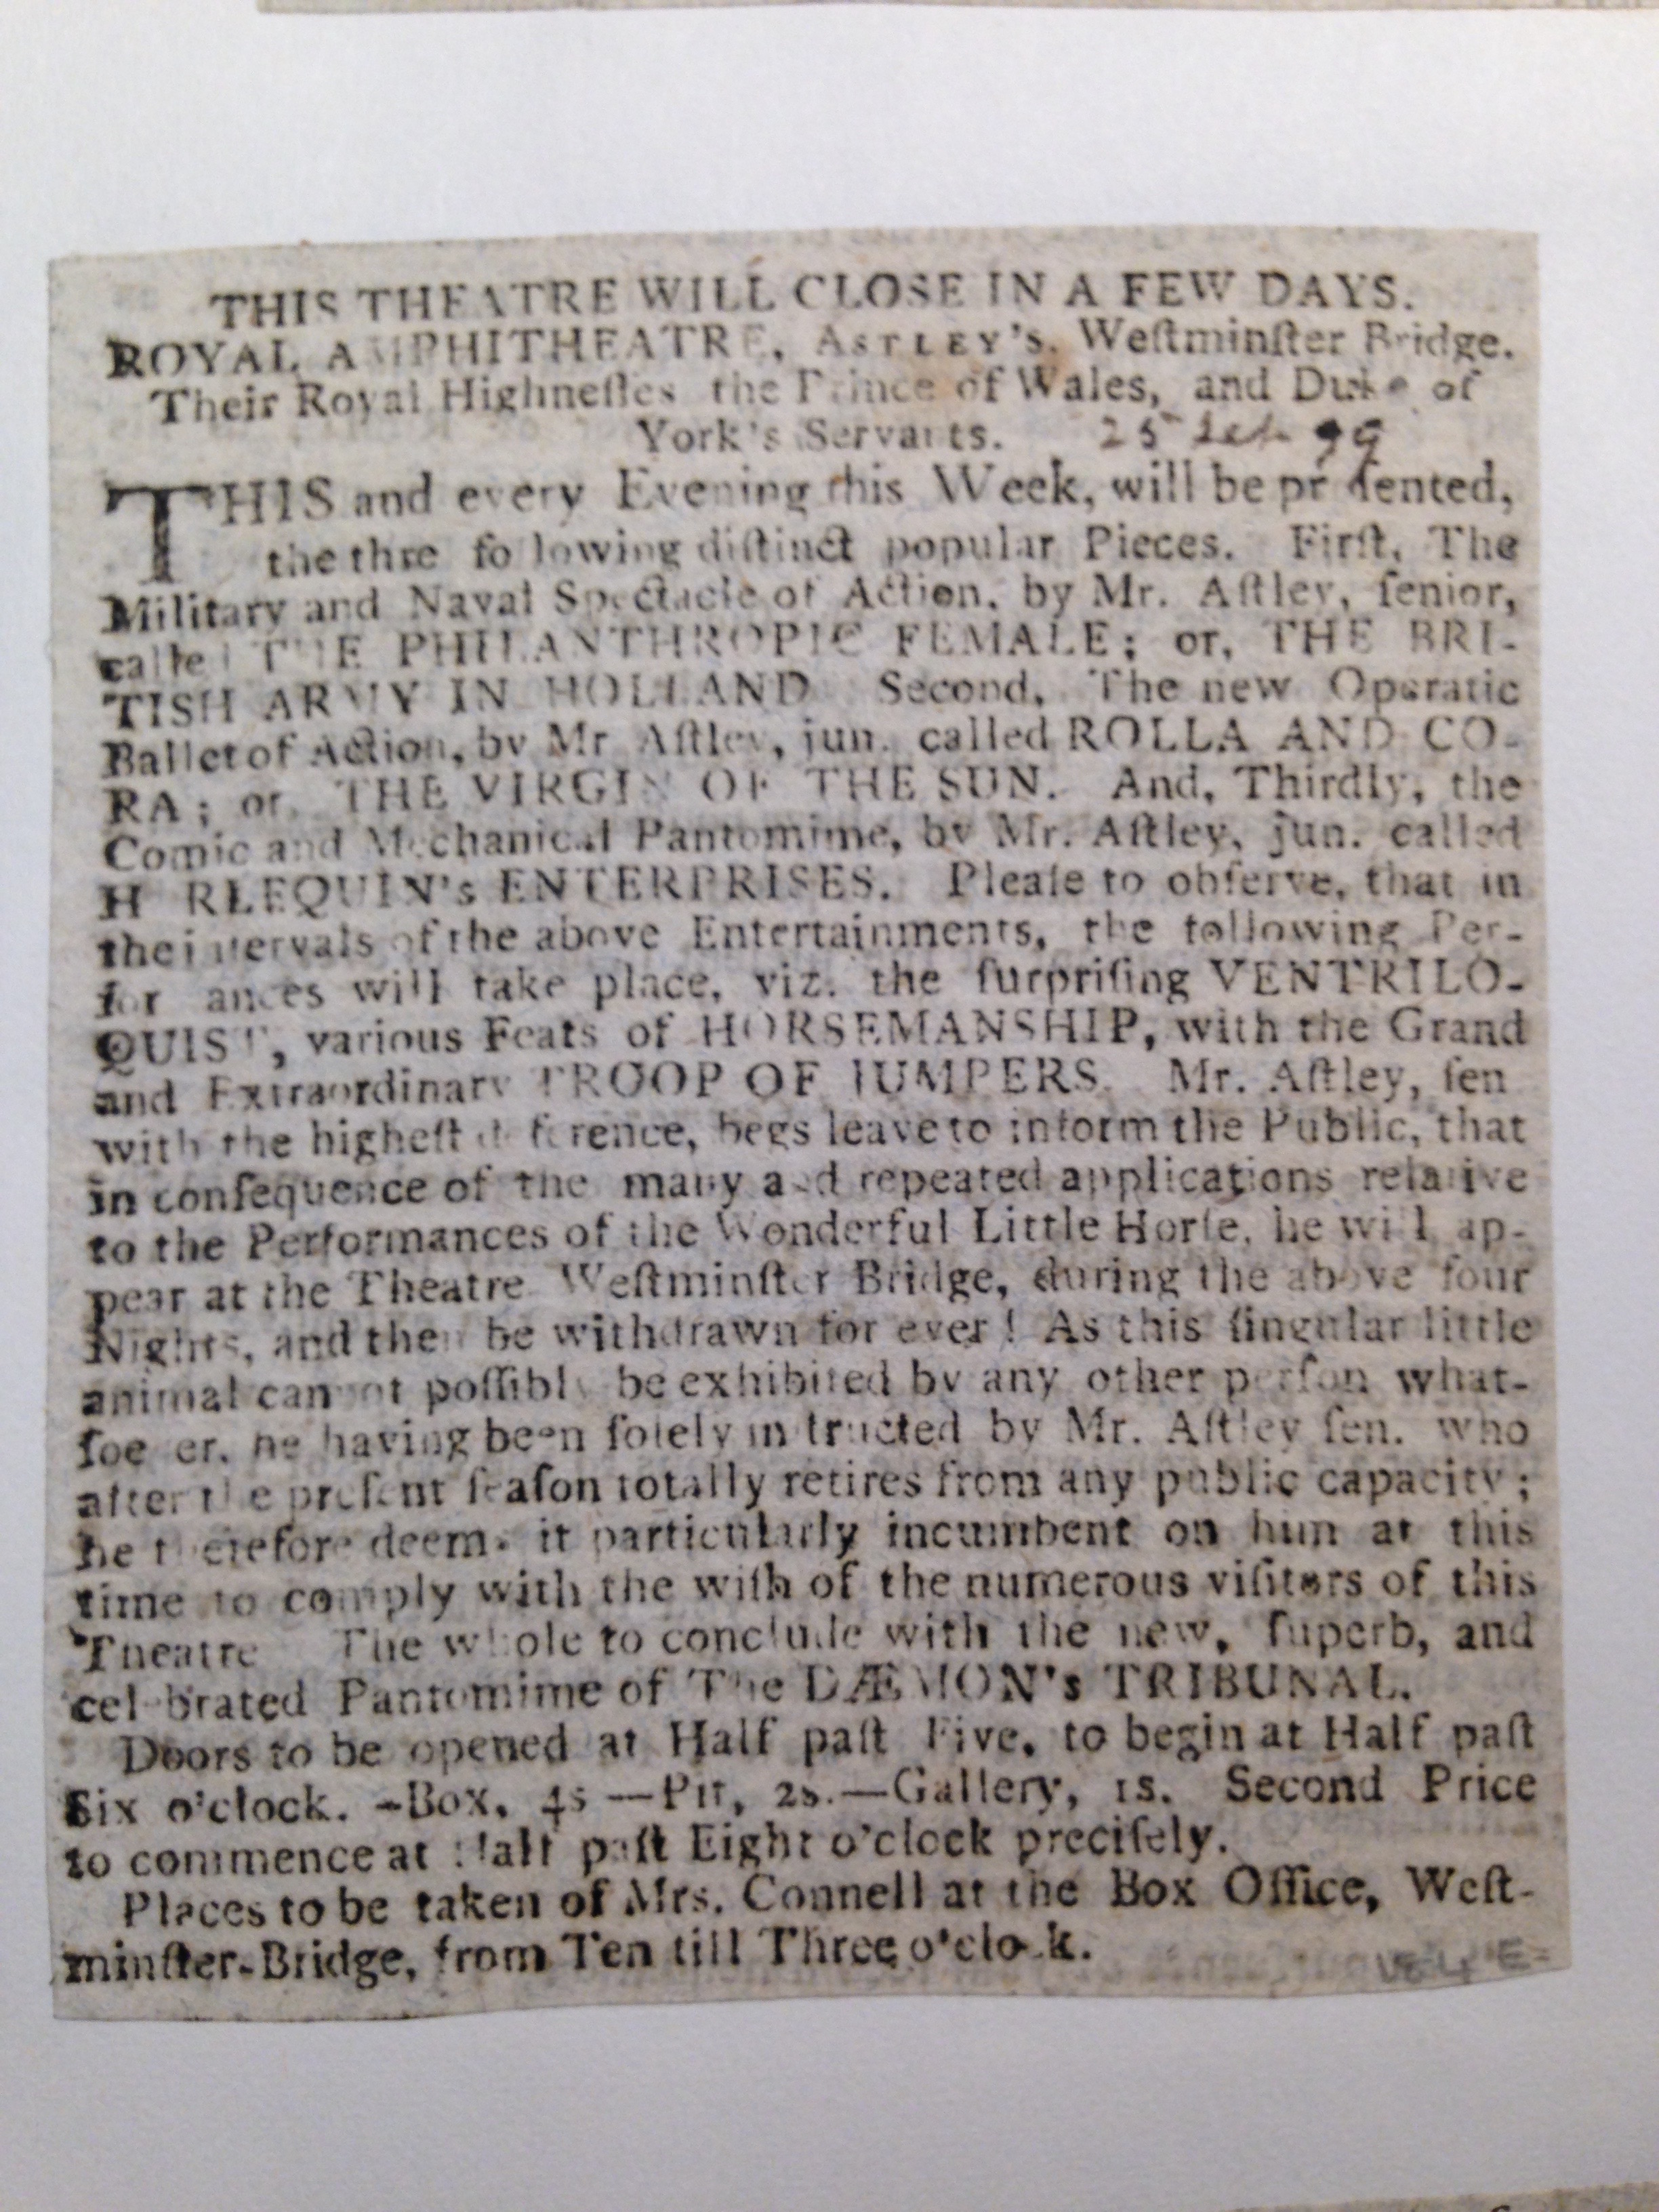 THIS THEATRE WILL CLOSE IN A FEW DAYS.
ROYAL AMPHITHEATRE, ASTLEY'S, Weſtminſter Bridge.
Their Royal Highneſſes the Prince of Wales, and Duke of
York's Servants. 25 99
THIS and every Evening this Week, will be pr ſented,
the thre fo lowing diſtinct popular Pieces. Firſt, The
Military and Naval Spectacle of Action, by Mr. Aſtley, ſenior,
calle THE PHILANTHROPIC FEMALE; or, THE BRI-
TISH ARMY IN HOLLAND Second, The new Operatic
Ballet of Action, by Mr Aſtley, jun. called ROLLA AND CO-
RA; or, THE VIRGIN OF THE SUN. And, Thirdly, the
Comic and Mechanical Pantomime, by Mr. Aſtley, jun. called
H RLEQUIN's ENTERPRISES. Pleaſe to obſerve, that in
the intervals of the above Entertainments, the following Per-
for ances will take place, viz. the ſurpriſing VENTRILO-
QUIST, various Feats of HORSEMANSHIP, with the Grand
and Extraordinary TROOP OF JUMPERS. Mr. Aſtley, ſen
with the higheſt deference, begs leave to inform the Public, that
in conſequence of the many and repeated applications relative
to the Performances of the Wonderful Little Horſe, he will ap-
pear at the Theatre Weſtminſter Bridge, during the above four
Nights, and then be withdrawn for ever! As this ſingular little
animal cannot poſſibly be exhibited by any other perſon what-
ſoe er, he having been ſolely in tructed by Mr. Aſtley ſen. who
after the preſent ſeaſon totally retires from any public capacity;
he therefore deems it particularly incumbent on him at this
time to comply with the wiſh of the numerous viſitors of this
Theatre The whole to conclude with the new, ſuperb, and
cel brated Pantomime of The DÆMON's TRIBUNAL.
Doors to be opened at Half paſt Five, to begin at Half paſt
Six o'clock. —Box, 4s —Pit, 2s.—Gallery, 1s. Second Price
to commence at Half paſt Eight o'clock preciſely.
Places to be taken of Mrs. Connell at the Box Office, Weſt-
minſter-Bridge, from Ten till Three o'clo k.